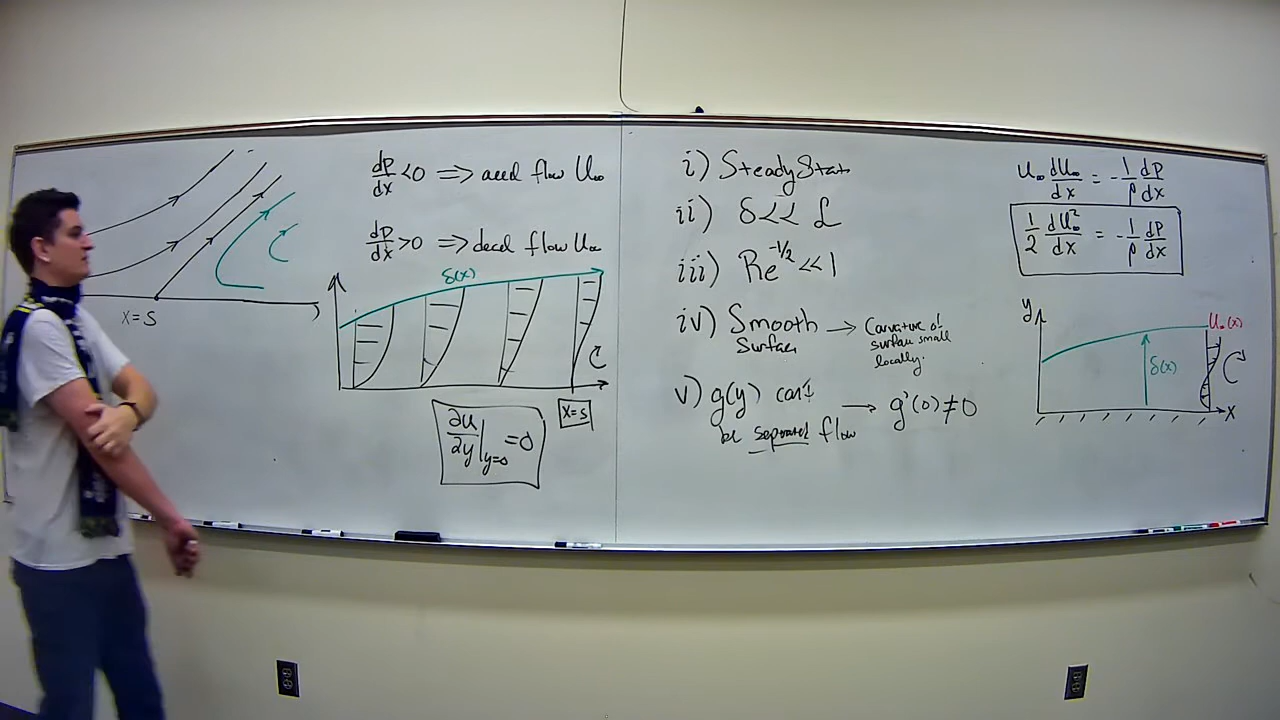 x=s
dP/dx <0 ⟹ accel flow U∞
dP/dx >0 ⟹ decel flow U∞
δ(x)
x=s
∂u/∂y|y=0 =0
i) Steady State
ii) δ<< L
iii) Re^-1/2 <<1
iv) Smooth Surface → Curvature of
surface small
locally.
v) g(y) can't
be separated flow → g'(0)≠0
U∞ dU∞/dx = -1/ρ dP/dx
1/2 dU∞²/dx = -1/ρ dP/dx
y
U∞(x)
δ(x)
x